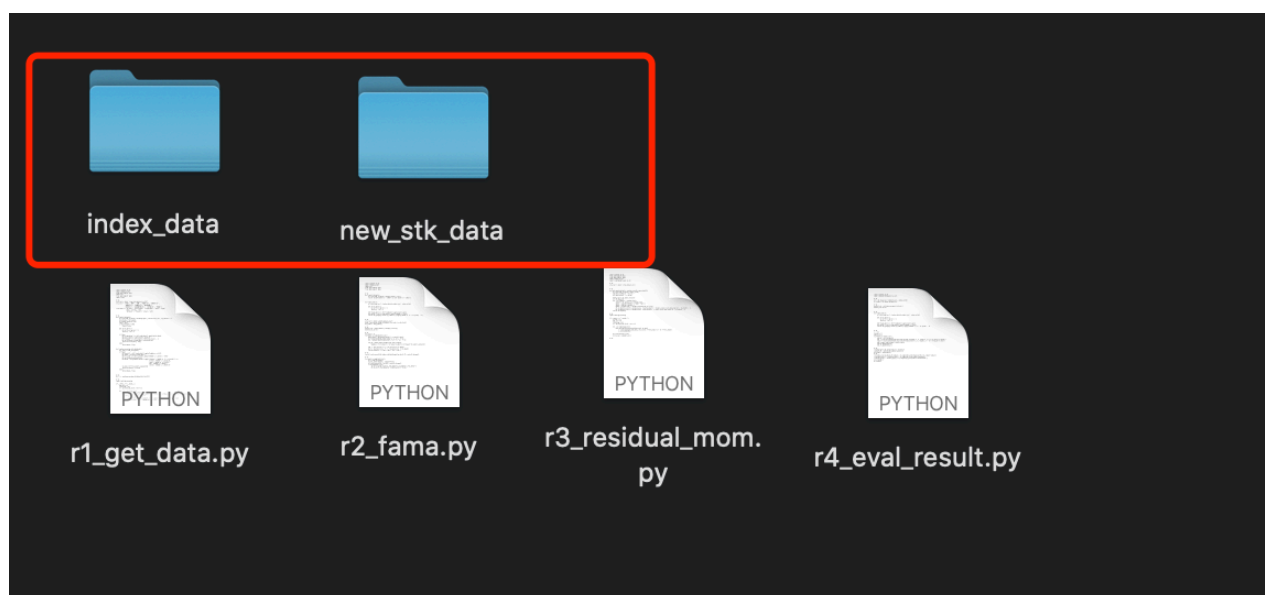 index_data
new_stk_data
PYTHON
PYTHON
PYTHON
PYTHON
r1_get_data.py
r2_fama.py
r3_residual_mom.
py
r4_eval_result.py